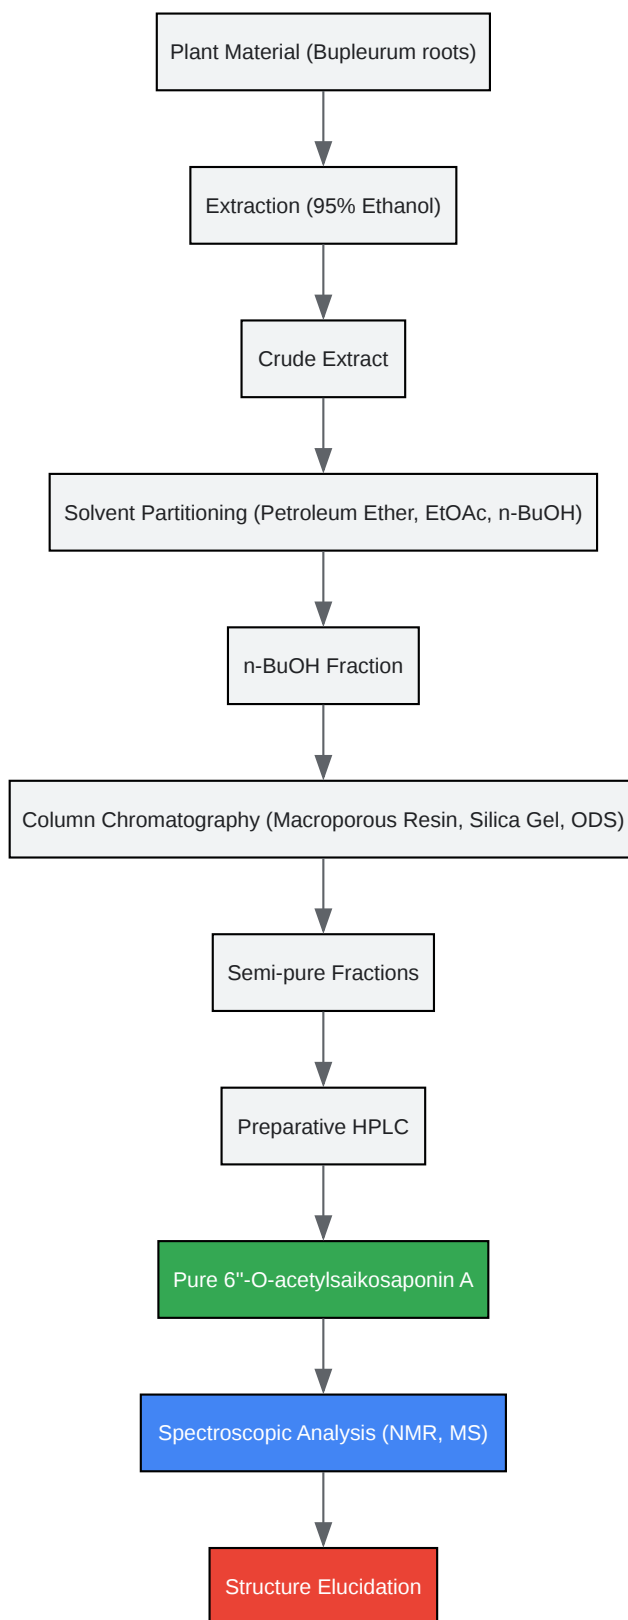 Plant Material (Bupleurum roots)
Extraction (95% Ethanol)
Crude Extract
Solvent Partitioning (Petroleum Ether, EtOAc, n-BuOH)
n-BuOH Fraction
Column Chromatography (Macroporous Resin, Silica Gel, ODS)
Semi-pure Fractions
Preparative HPLC
Pure 6''-O-acetylsaikosaponin A
Spectroscopic Analysis (NMR, MS)
Structure Elucidation